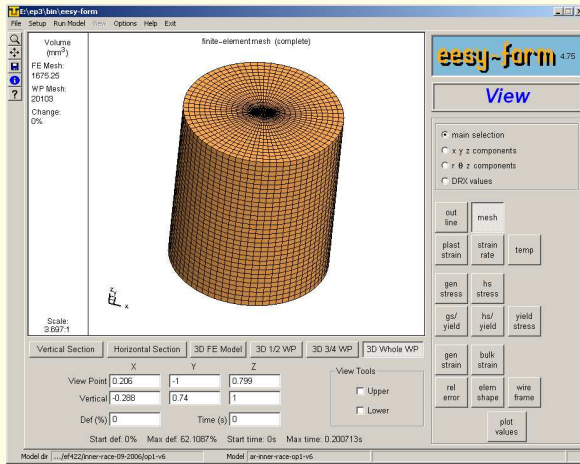 E:\ep3\bin\eesy-form
File Setup Run Model View Options Help Exit
Volume
(mm3)
FE Mesh:
1675.25
WP Mesh:
20103
Change:
0%
finite-element mesh (complete)
Z
Y
X
Scale:
3.697:1
eesy-form 4.75
View
main selection
x y z components
r θ z components
DRX values
out line
mesh
plast strain
strain rate
temp
gen stress
hs stress
gs/ yield
hs/ yield
yield stress
gen strain
bulk strain
rel error
elem shape
wire frame
plot values
Vertical Section Horizontal Section 3D FE Model 3D 1/2 WP 3D 3/4 WP 3D Whole WP
X Y Z
View Point 0.206 -1 0.799
Vertical -0.288 0.74 1
Def (%) 0 Time (s) 0
View Tools
Upper
Lower
Start def: 0% Max def: 62.1087% Start time: 0s Max time: 0.200713s
Model dir .../ef422/inner-race-09-2006/op1-v6 Model ar-inner-race-op1-v6